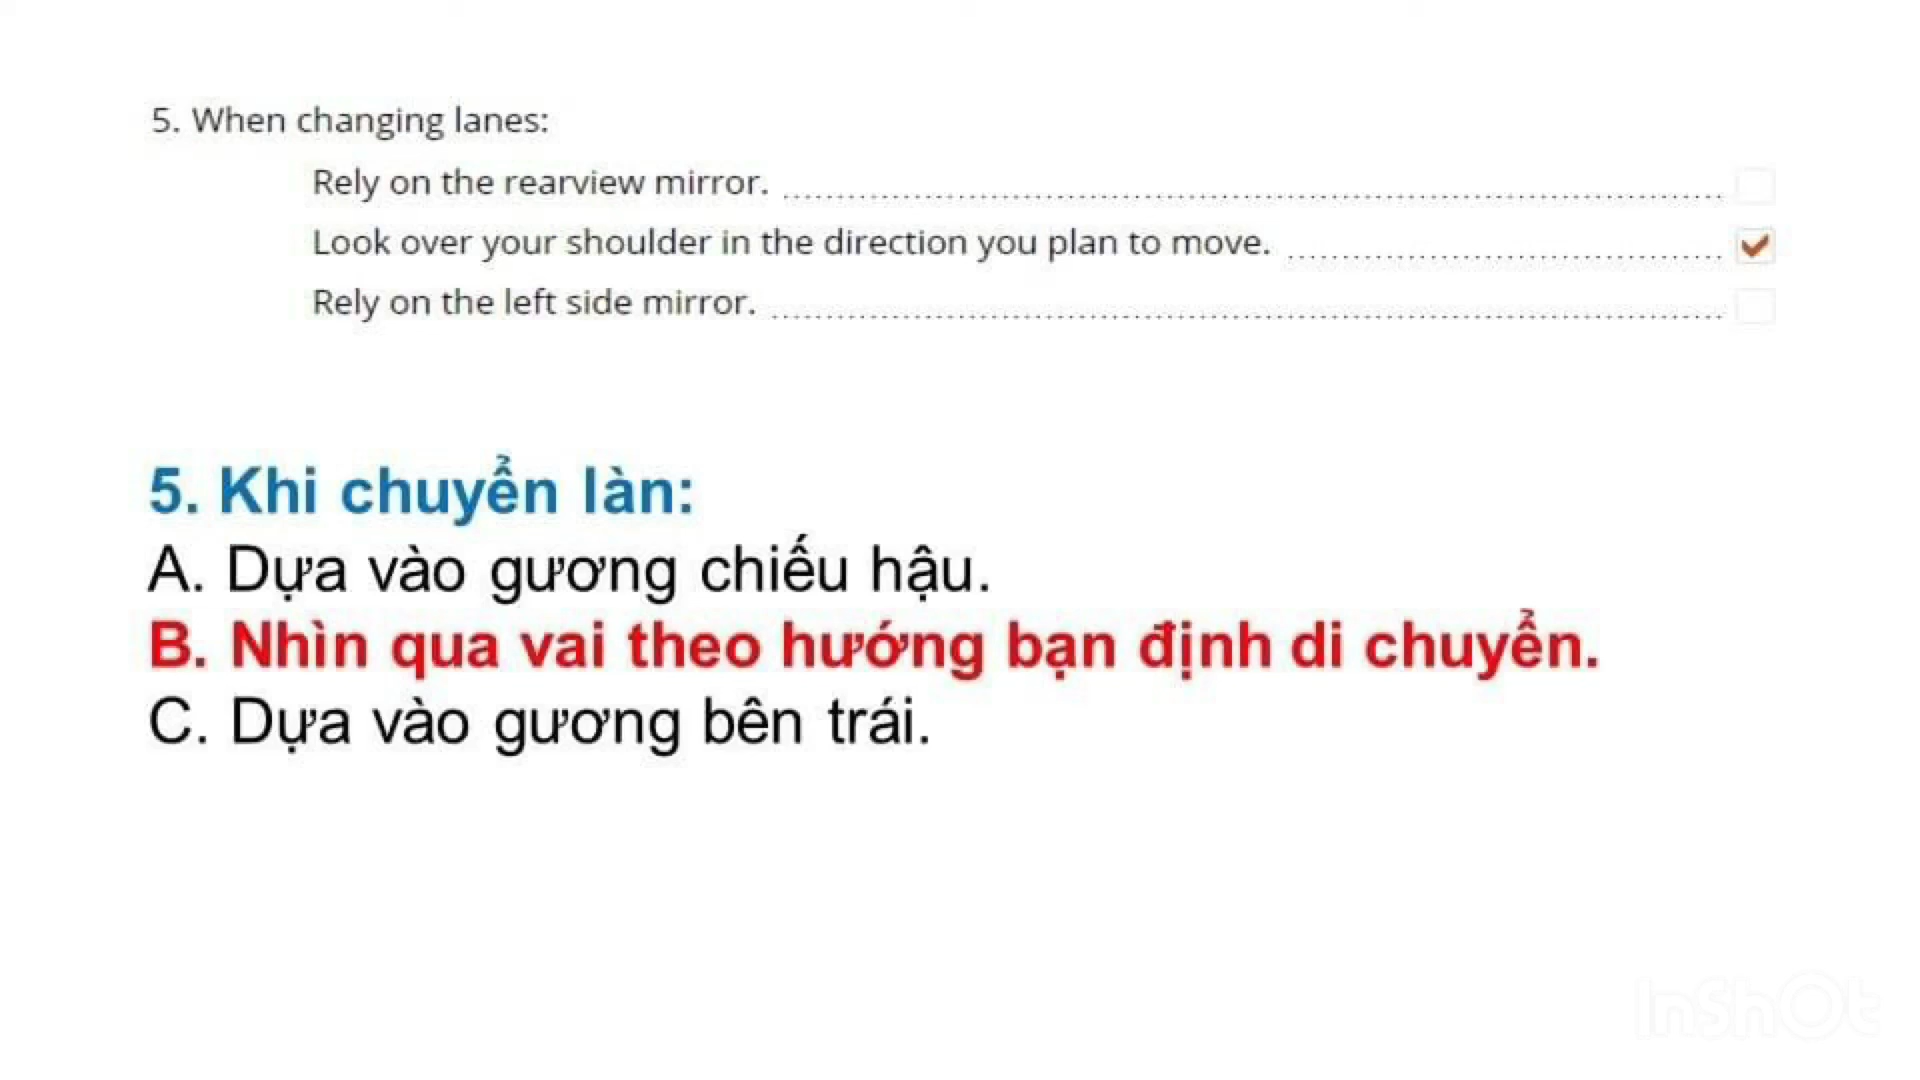 5. When changing lanes:
Rely on the rearview mirror.
Look over your shoulder in the direction you plan to move.
Rely on the left side mirror.
5. Khi chuyển làn:
A. Dựa vào gương chiếu hậu.
B. Nhìn qua vai theo hướng bạn định di chuyển.
C. Dựa vào gương bên trái.
InShOt